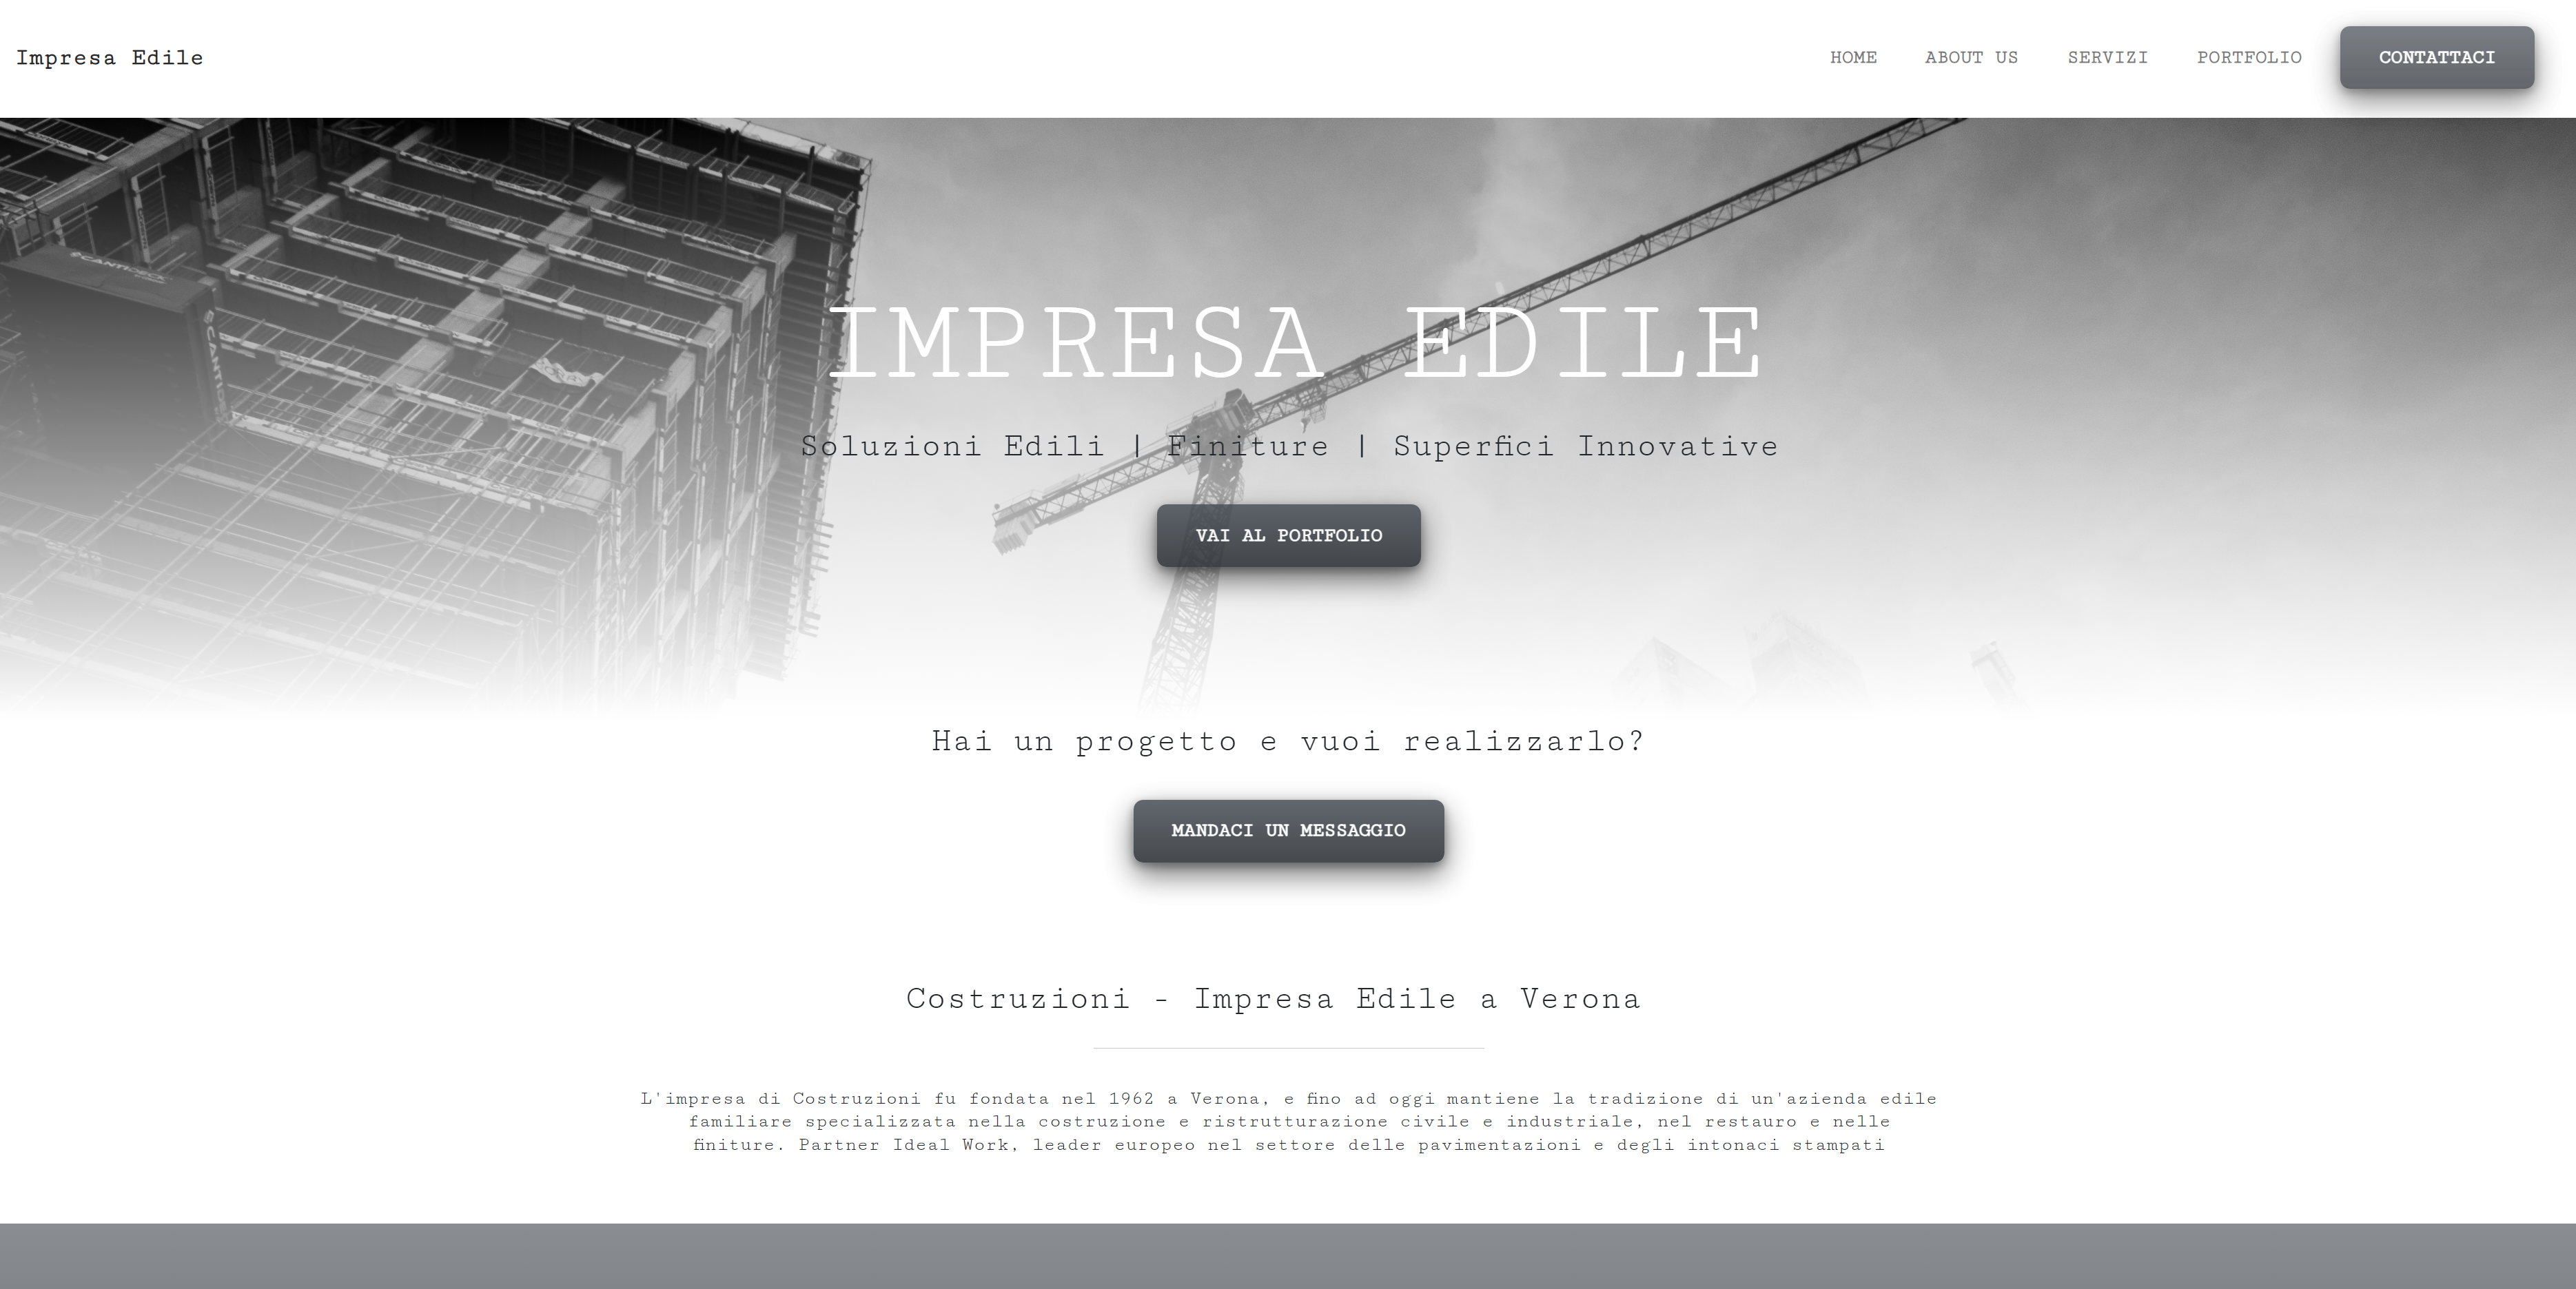 Impresa Edile
HOME ABOUT US SERVIZI PORTFOLIO CONTATTACI
IMPRESA EDILE
Soluzioni Edili | Finiture | Superfici Innovative
VAI AL PORTFOLIO
Hai un progetto e vuoi realizzarlo?
MANDACI UN MESSAGGIO
Costruzioni - Impresa Edile a Verona
L'impresa di Costruzioni fu fondata nel 1962 a Verona, e fino ad oggi mantiene la tradizione di un'azienda edile
familiare specializzata nella costruzione e ristrutturazione civile e industriale, nel restauro e nelle
finiture. Partner Ideal Work, leader europeo nel settore delle pavimentazioni e degli intonaci stampati